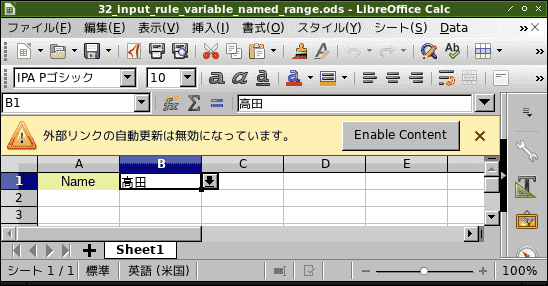 32_input_rule_variable_named_range.ods - LibreOffice Calc
ファイル(F) 編集(E) 表示(V) 挿入(I) 書式(O) スタイル(Y) シート(S) Data
IPA Pゴシック 10 a a a A
B1 高田
外部リンクの自動更新は無効になっています。 Enable Content
A B C D E
1 Name 高田
2
3
Sheet1
シート 1 / 1 標準 英語 (米国) 100%